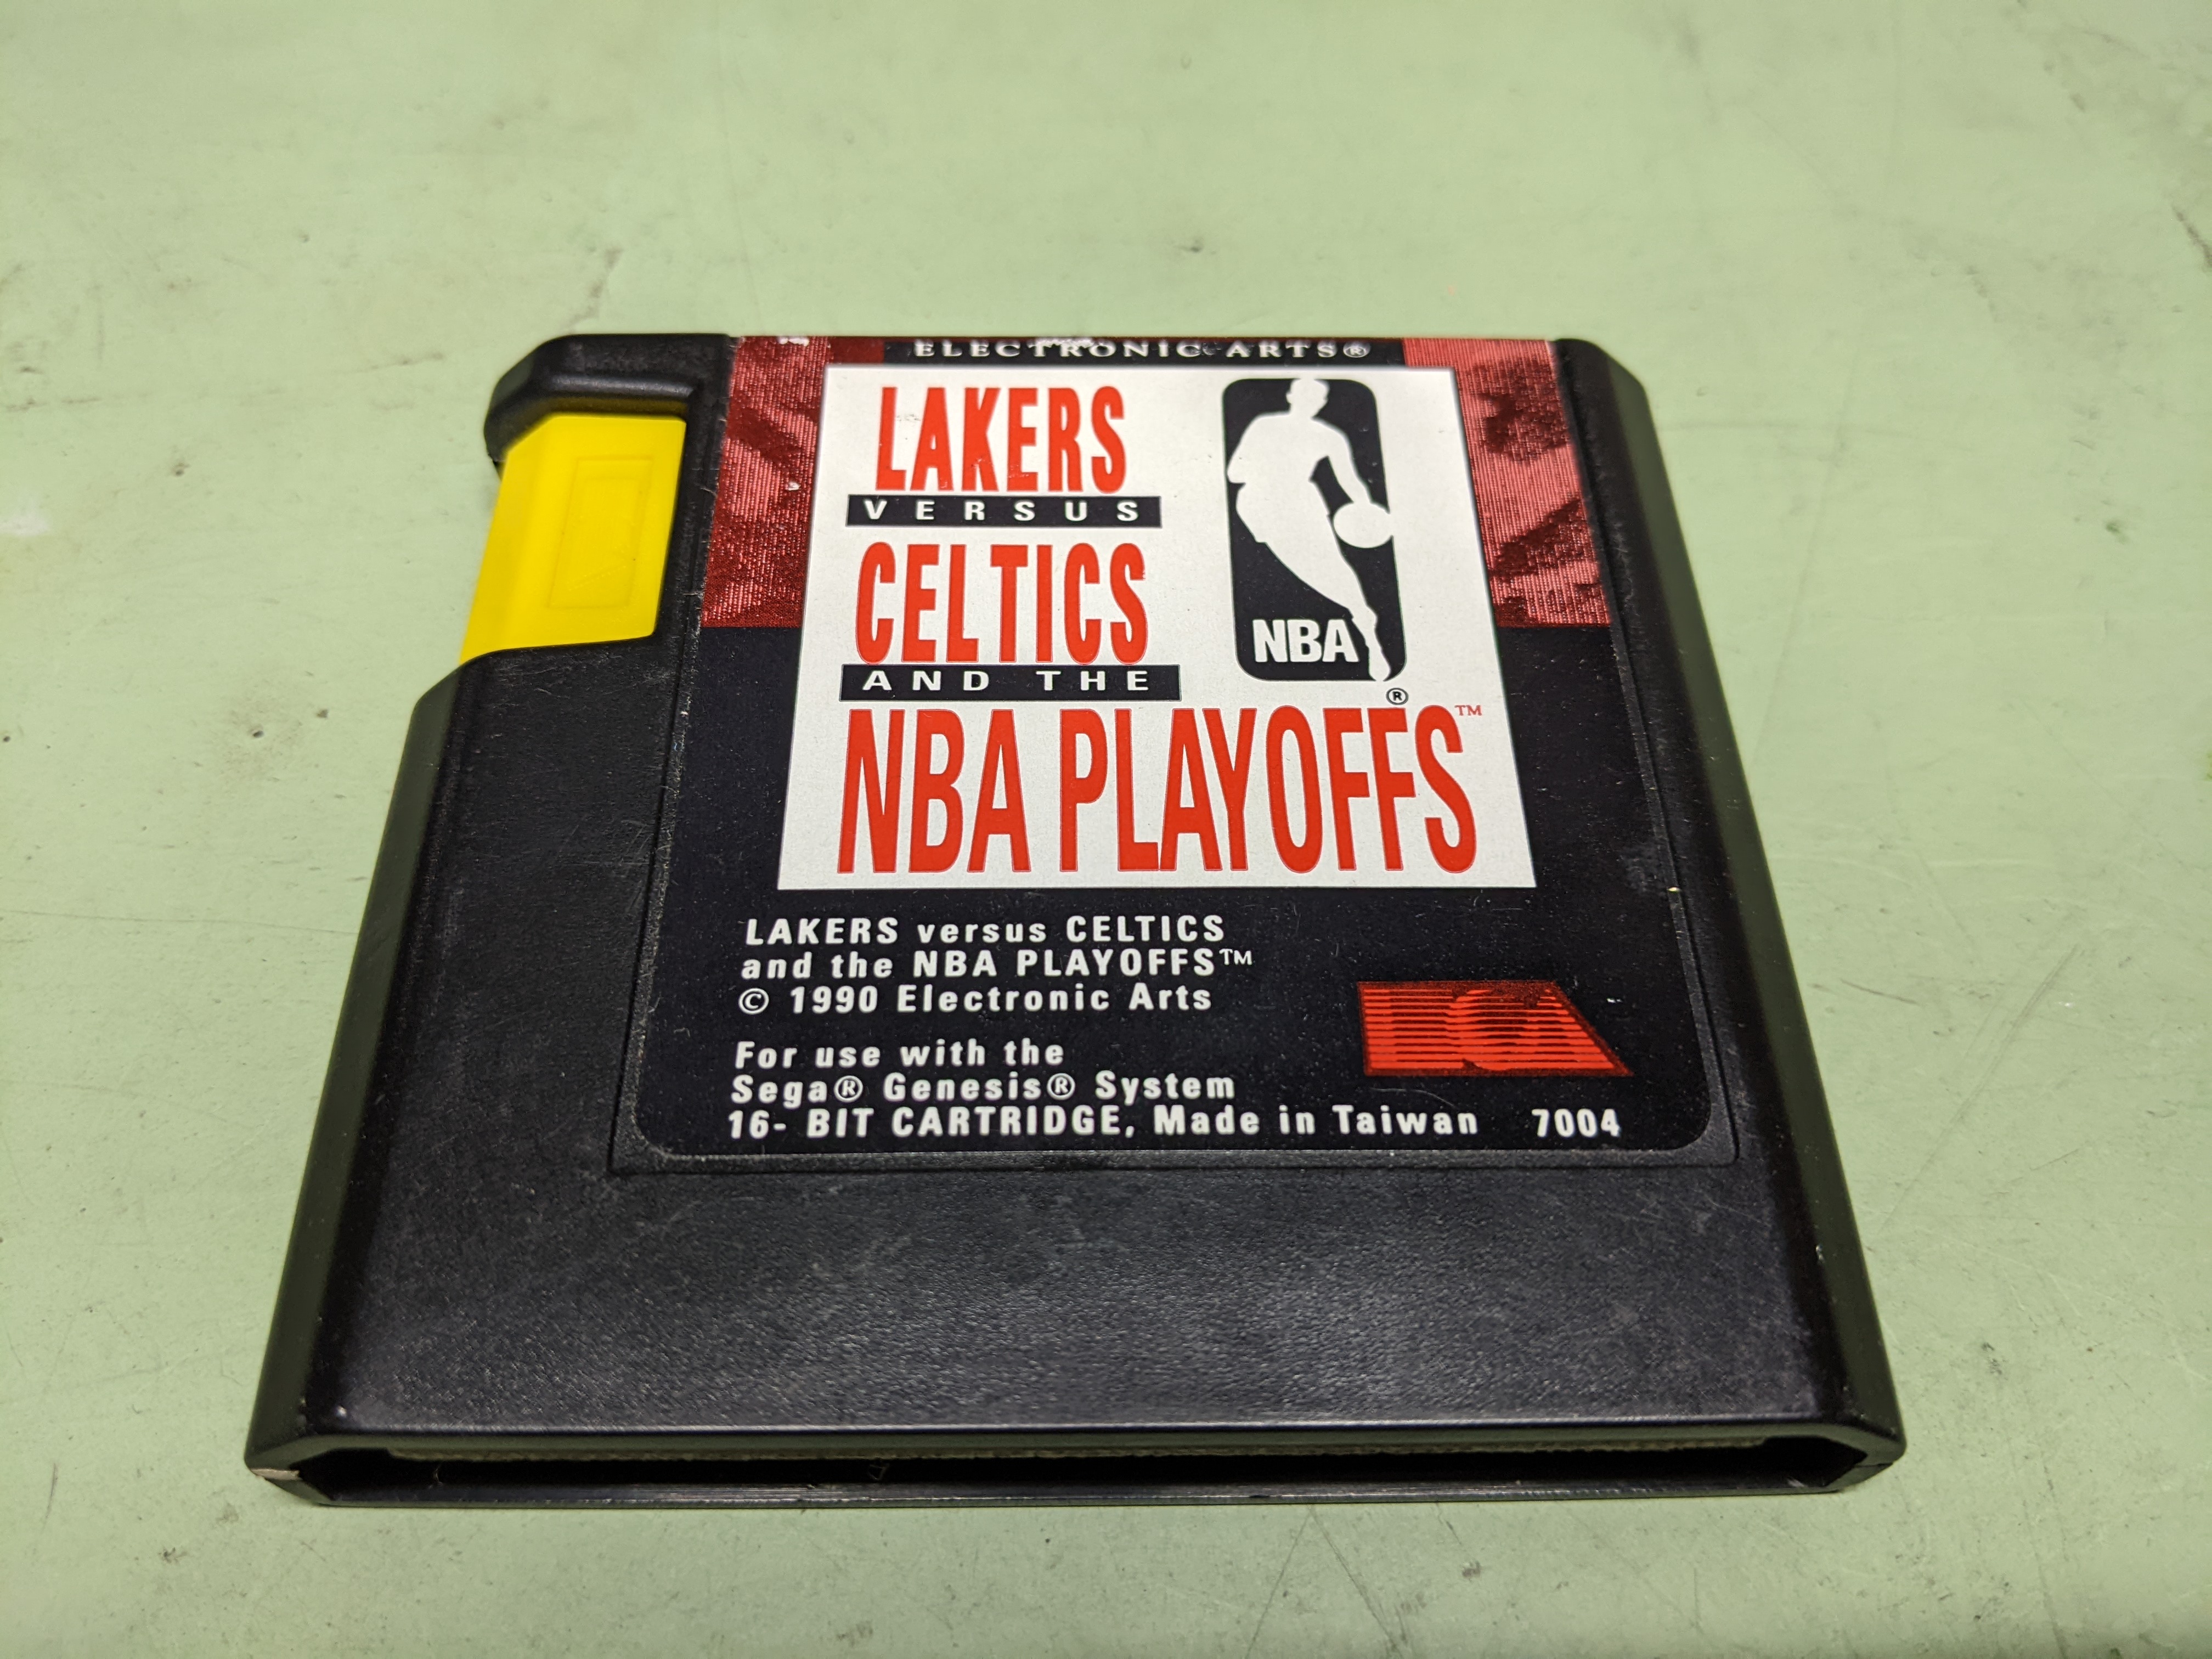 ELECTRONIC ARTS®
LAKERS
VERSUS
CELTICS
AND THE
NBA PLAYOFFS™
NBA
®
LAKERS versus CELTICS
and the NBA PLAYOFFS™
© 1990 Electronic Arts
For use with the
Sega® Genesis® System
16- BIT CARTRIDGE, Made in Taiwan 7004